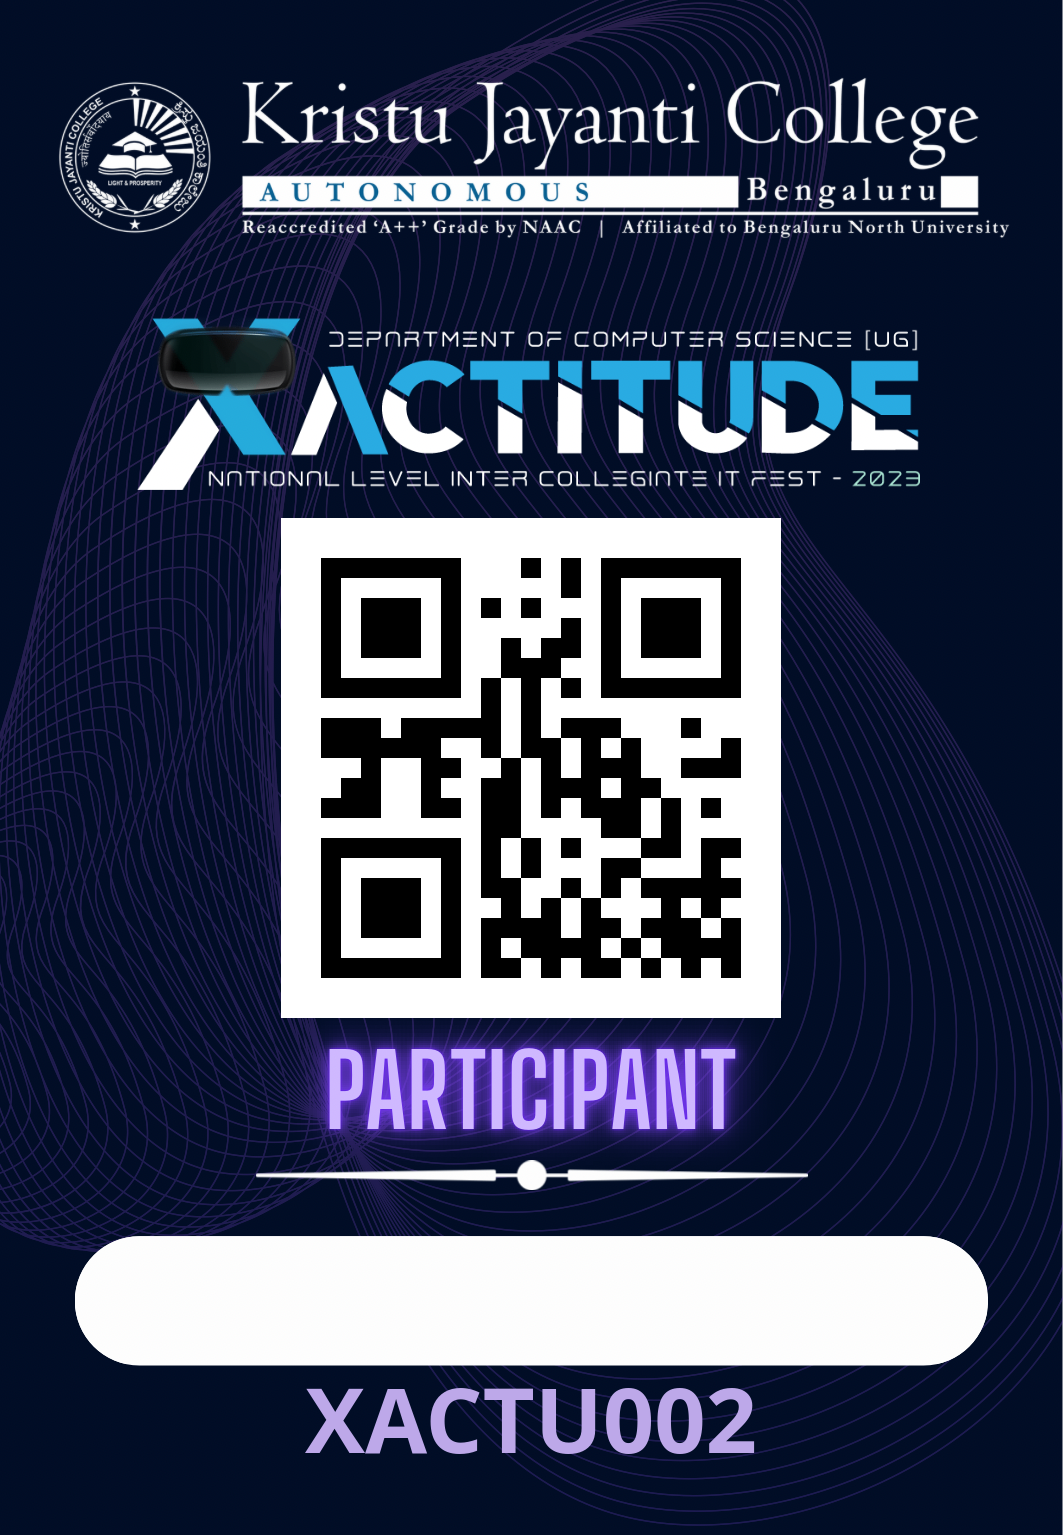 Kristu Jayanti College
AUTONOMOUS Bengaluru
Reaccredited ‘A++’ Grade by NAAC | Affiliated to Bengaluru North University
KRISTU JAYANTI COLLEGE
LIGHT & PROSPERITY
DEPARTMENT OF COMPUTER SCIENCE [UG]
XACTITUDE
NATIONAL LEVEL INTER COLLEGIATE IT FEST - 2023
PARTICIPANT
XACTU002